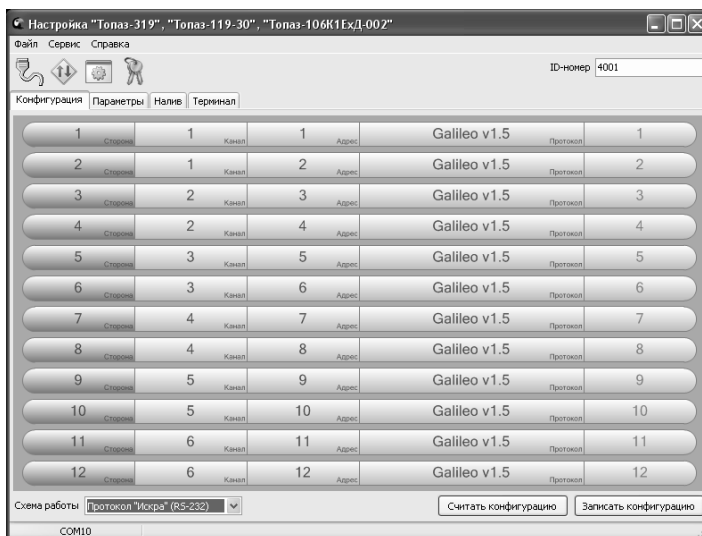 Настройка "Топаз-319", "Топаз-119-30", "Топаз-106К1ЕхД-002"
Файл Сервис Справка
ID-номер 4001
Конфигурация Параметры Налив Терминал
1 Сторона 1 Канал 1 Адрес Galileo v1.5 Протокол 1
2 Сторона 1 Канал 2 Адрес Galileo v1.5 Протокол 2
3 Сторона 2 Канал 3 Адрес Galileo v1.5 Протокол 3
4 Сторона 2 Канал 4 Адрес Galileo v1.5 Протокол 4
5 Сторона 3 Канал 5 Адрес Galileo v1.5 Протокол 5
6 Сторона 3 Канал 6 Адрес Galileo v1.5 Протокол 6
7 Сторона 4 Канал 7 Адрес Galileo v1.5 Протокол 7
8 Сторона 4 Канал 8 Адрес Galileo v1.5 Протокол 8
9 Сторона 5 Канал 9 Адрес Galileo v1.5 Протокол 9
10 Сторона 5 Канал 10 Адрес Galileo v1.5 Протокол 10
11 Сторона 6 Канал 11 Адрес Galileo v1.5 Протокол 11
12 Сторона 6 Канал 12 Адрес Galileo v1.5 Протокол 12
Схема работы Протокол "Искра" (RS-232) Считать конфигурацию Записать конфигурацию
COM10